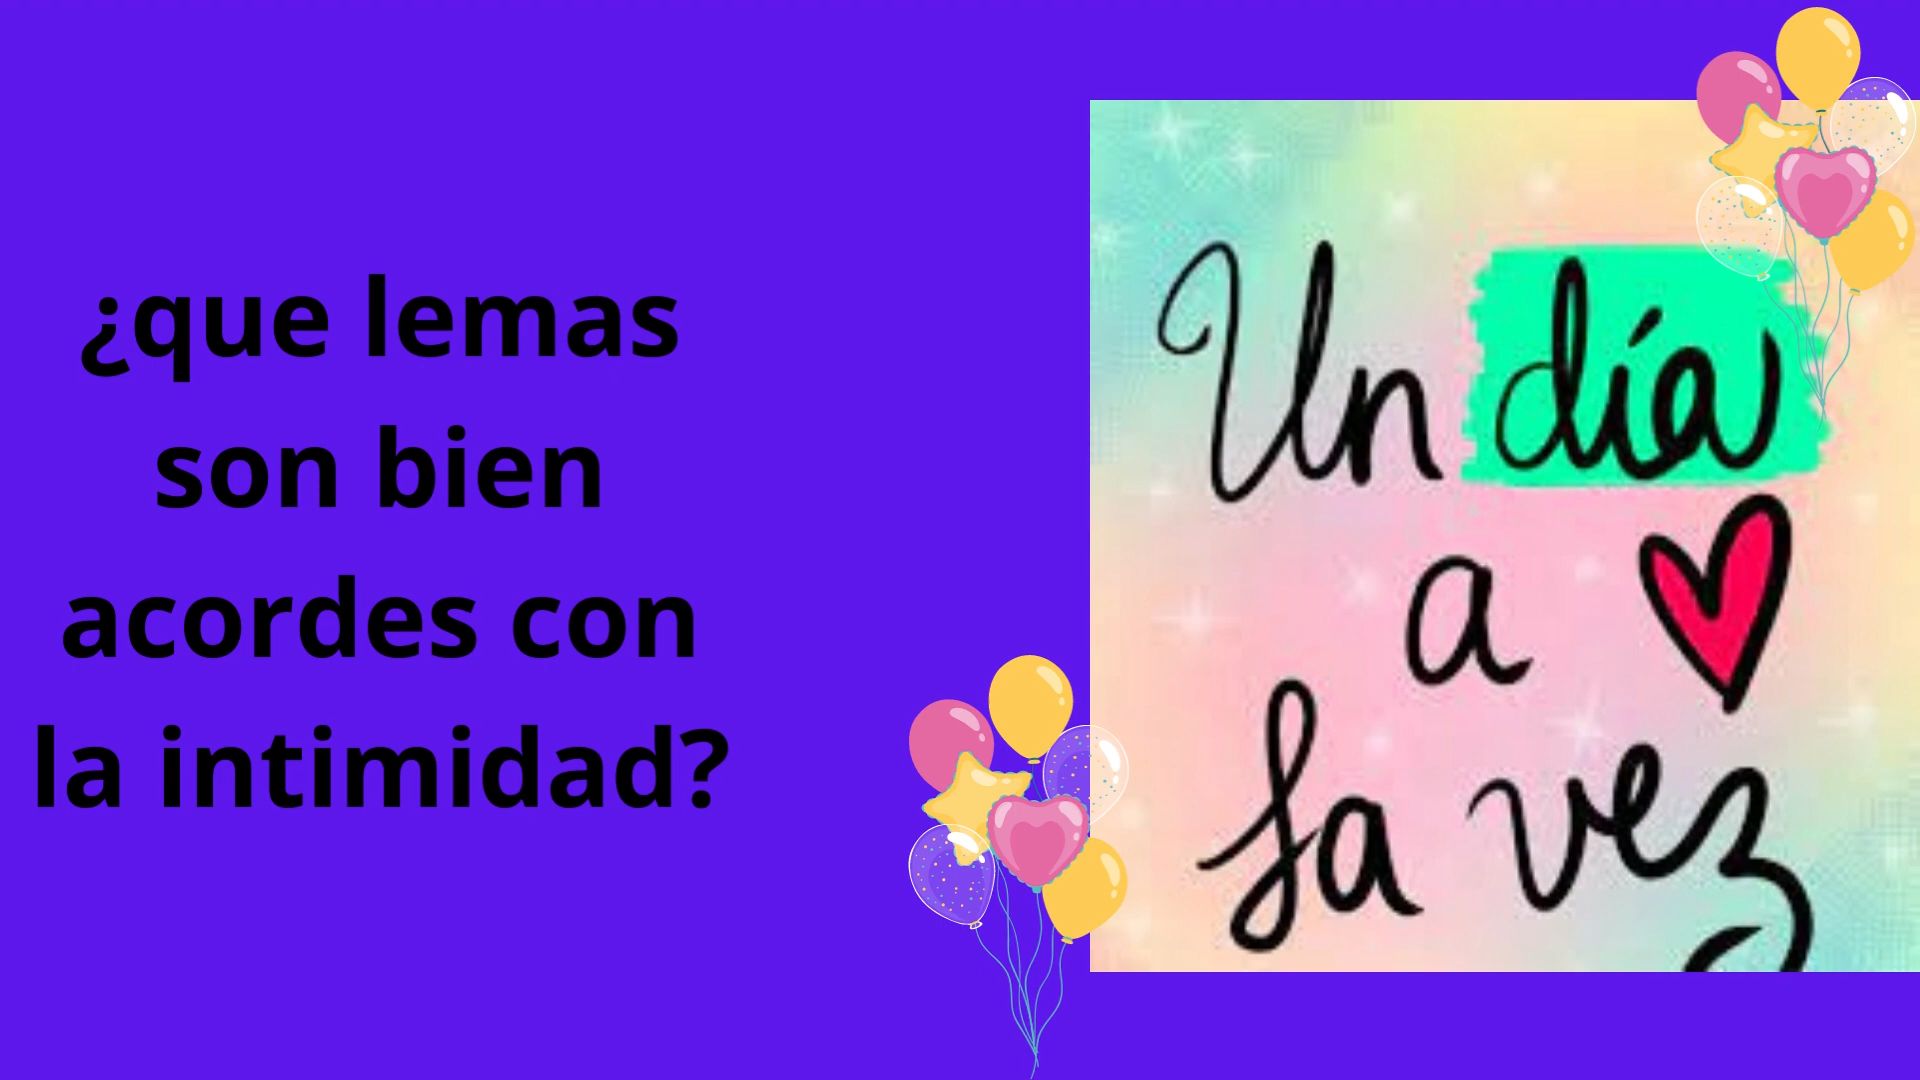 ¿que lemas
son bien
acordes con
la intimidad?
Un día
a
la vez